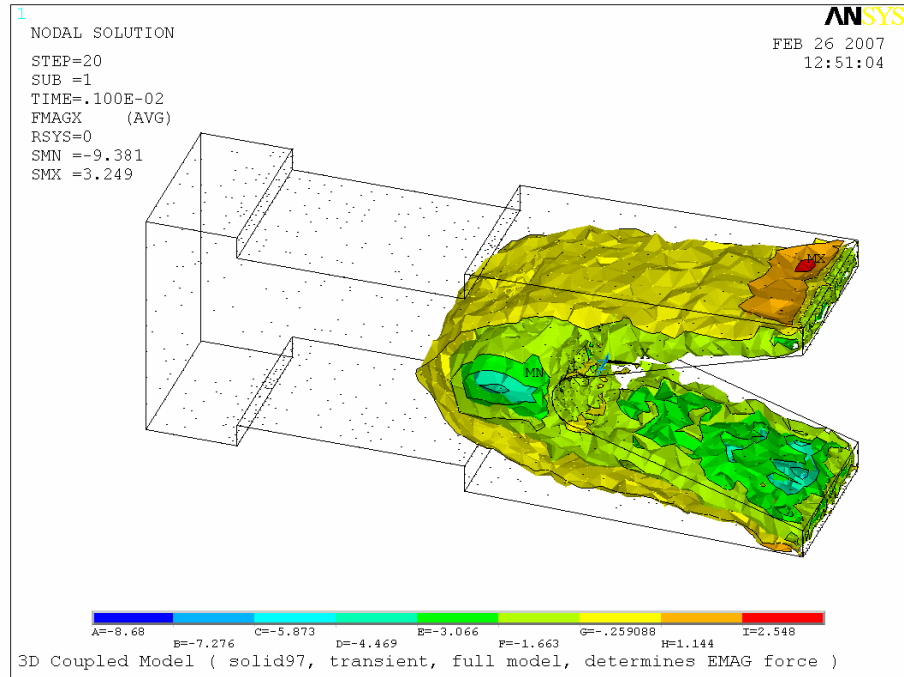 1
ANSYS
NODAL SOLUTION
FEB 26 2007
12:51:04
STEP=20
SUB =1
TIME=.100E-02
FMAGX (AVG)
RSYS=0
SMN =-9.381
SMX =3.249
MX
X
MN
A=-8.68 C=-5.873 E=-3.066 G=-.259088 I=2.548
B=-7.276 D=-4.469 F=-1.663 H=1.144
3D Coupled Model ( solid97, transient, full model, determines EMAG force )